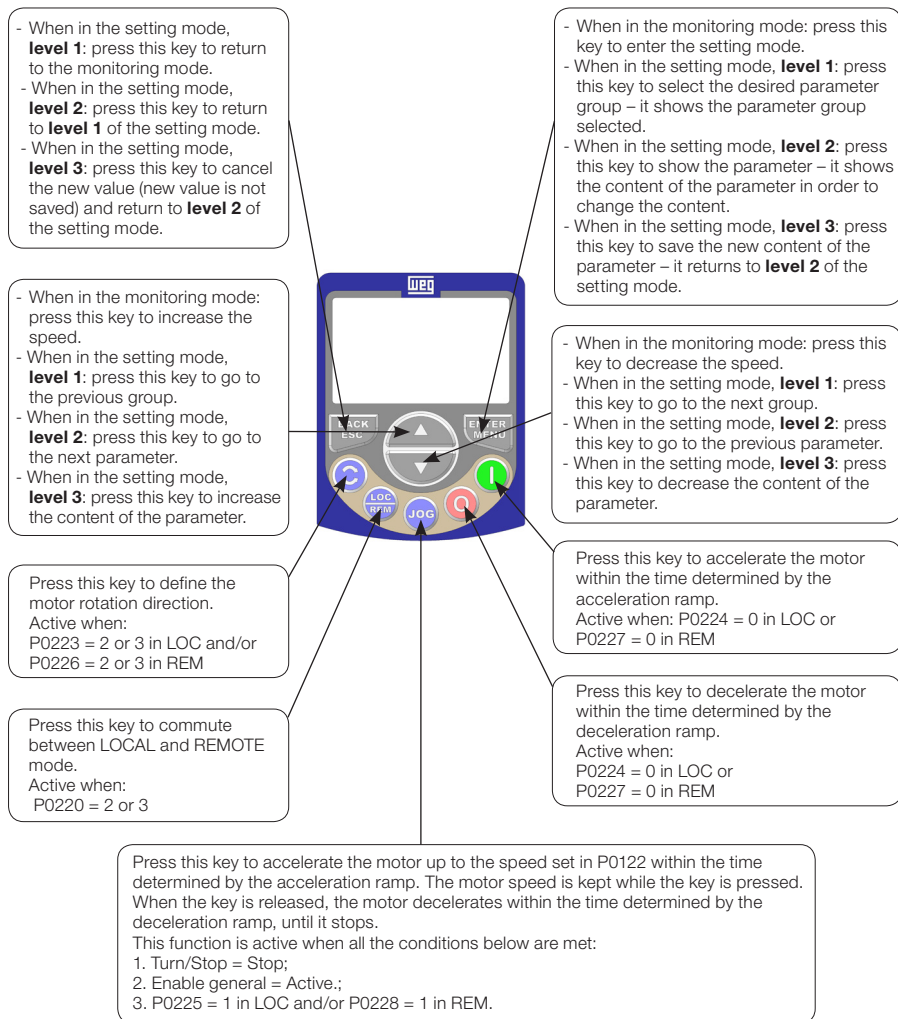 - When in the setting mode,
level 1: press this key to return
to the monitoring mode.
- When in the setting mode,
level 2: press this key to return
to level 1 of the setting mode.
- When in the setting mode,
level 3: press this key to cancel
the new value (new value is not
saved) and return to level 2 of
the setting mode.
- When in the monitoring mode: press this
key to enter the setting mode.
- When in the setting mode, level 1: press
this key to select the desired parameter
group – it shows the parameter group
selected.
- When in the setting mode, level 2: press
this key to show the parameter – it shows
the content of the parameter in order to
change the content.
- When in the setting mode, level 3: press
this key to save the new content of the
parameter – it returns to level 2 of the
setting mode.
- When in the monitoring mode:
press this key to increase the
speed.
- When in the setting mode,
level 1: press this key to go to
the previous group.
- When in the setting mode,
level 2: press this key to go to
the next parameter.
- When in the setting mode,
level 3: press this key to increase
the content of the parameter.
weg
BACK
ESC
ENTER
MENU
LOC
REM
JOG
- When in the monitoring mode: press this
key to decrease the speed.
- When in the setting mode, level 1: press
this key to go to the next group.
- When in the setting mode, level 2: press
this key to go to the previous parameter.
- When in the setting mode, level 3: press
this key to decrease the content of the
parameter.
Press this key to define the
motor rotation direction.
Active when:
P0223 = 2 or 3 in LOC and/or
P0226 = 2 or 3 in REM
Press this key to accelerate the motor
within the time determined by the
acceleration ramp.
Active when: P0224 = 0 in LOC or
P0227 = 0 in REM
Press this key to commute
between LOCAL and REMOTE
mode.
Active when:
P0220 = 2 or 3
Press this key to decelerate the motor
within the time determined by the
deceleration ramp.
Active when:
P0224 = 0 in LOC or
P0227 = 0 in REM
Press this key to accelerate the motor up to the speed set in P0122 within the time
determined by the acceleration ramp. The motor speed is kept while the key is pressed.
When the key is released, the motor decelerates within the time determined by the
deceleration ramp, until it stops.
This function is active when all the conditions below are met:
1. Turn/Stop = Stop;
2. Enable general = Active.;
3. P0225 = 1 in LOC and/or P0228 = 1 in REM.